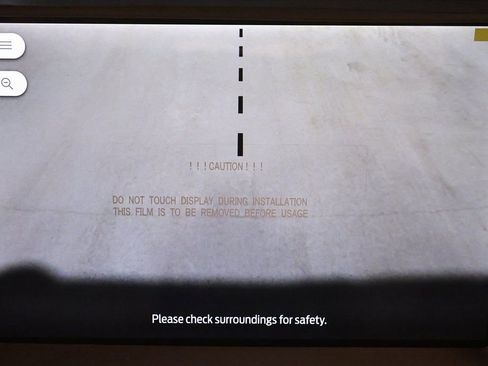 ! ! ! CAUTION ! ! !
DO NOT TOUCH DISPLAY DURING INSTALLATION
THIS FILM IS TO BE REMOVED BEFORE USAGE
Please check surroundings for safety.